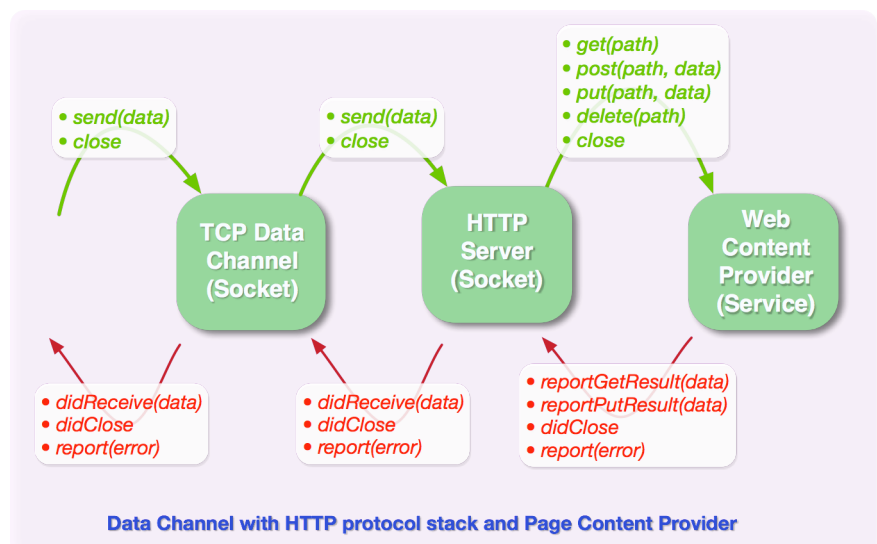 • get(path)
• post(path, data)
• put(path, data)
• delete(path)
• close
• send(data)
• close
• send(data)
• close
TCP Data
Channel
(Socket)
HTTP
Server
(Socket)
Web
Content
Provider
(Service)
• didReceive(data)
• didClose
• report(error)
• didReceive(data)
• didClose
• report(error)
• reportGetResult(data)
• reportPutResult(data)
• didClose
• report(error)
Data Channel with HTTP protocol stack and Page Content Provider